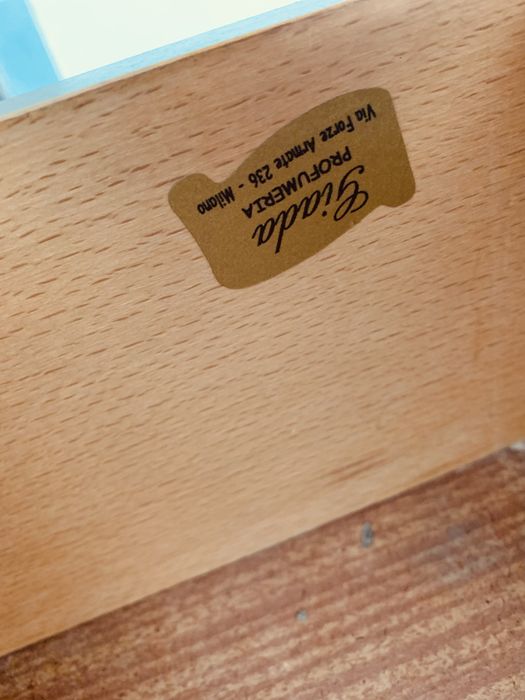 Giada
PROFUMERIA
Via Forze Armate 236 - Milano